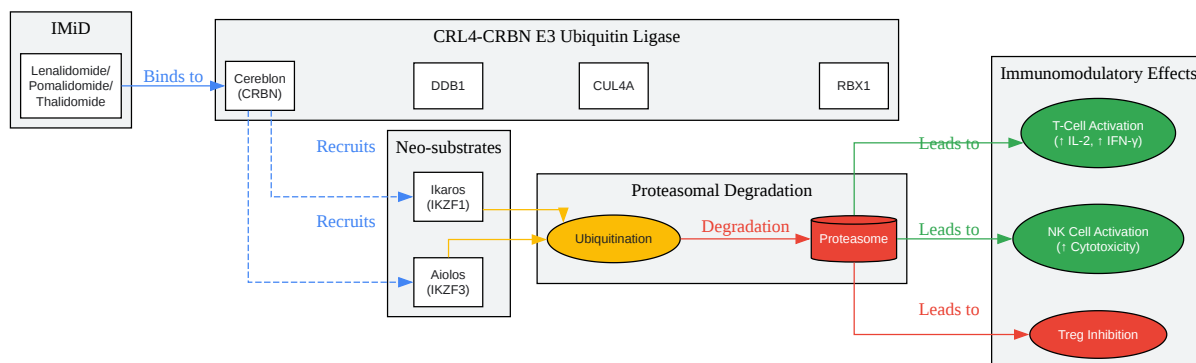 IMiD
Lenalidomide/
Pomalidomide/
Thalidomide
Binds to
CRL4-CRBN E3 Ubiquitin Ligase
Cereblon
(CRBN)
DDB1
CUL4A
RBX1
Recruits
Recruits
Neo-substrates
Ikaros
(IKZF1)
Aiolos
(IKZF3)
Proteasomal Degradation
Ubiquitination
Degradation
Proteasome
Leads to
Leads to
Leads to
Immunomodulatory Effects
T-Cell Activation
(↑ IL-2, ↑ IFN-γ)
NK Cell Activation
(↑ Cytotoxicity)
Treg Inhibition